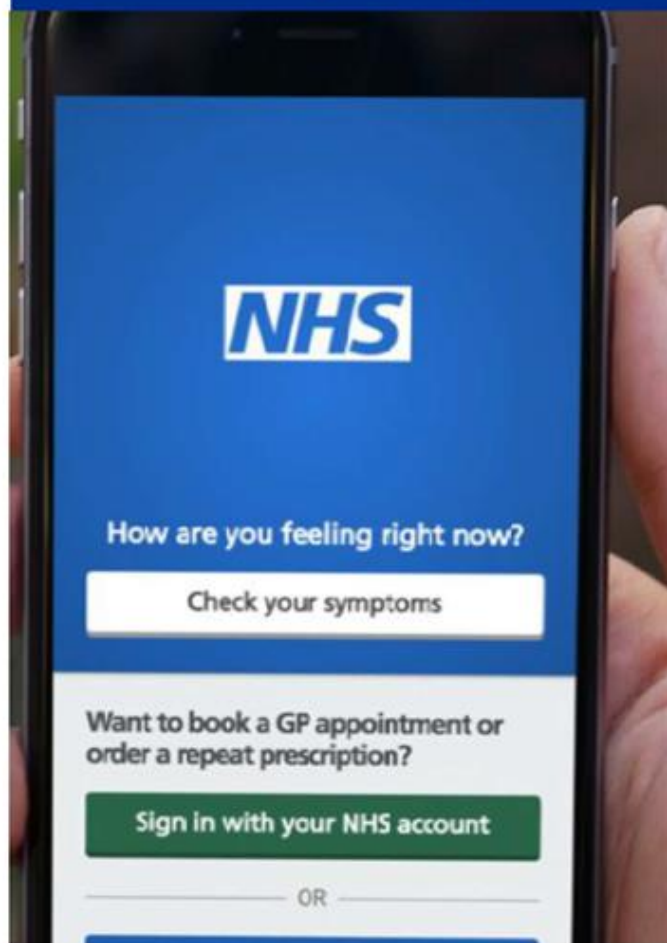 NHS
How are you feeling right now?
Check your symptoms
Want to book a GP appointment or
order a repeat prescription?
Sign in with your NHS account
OR